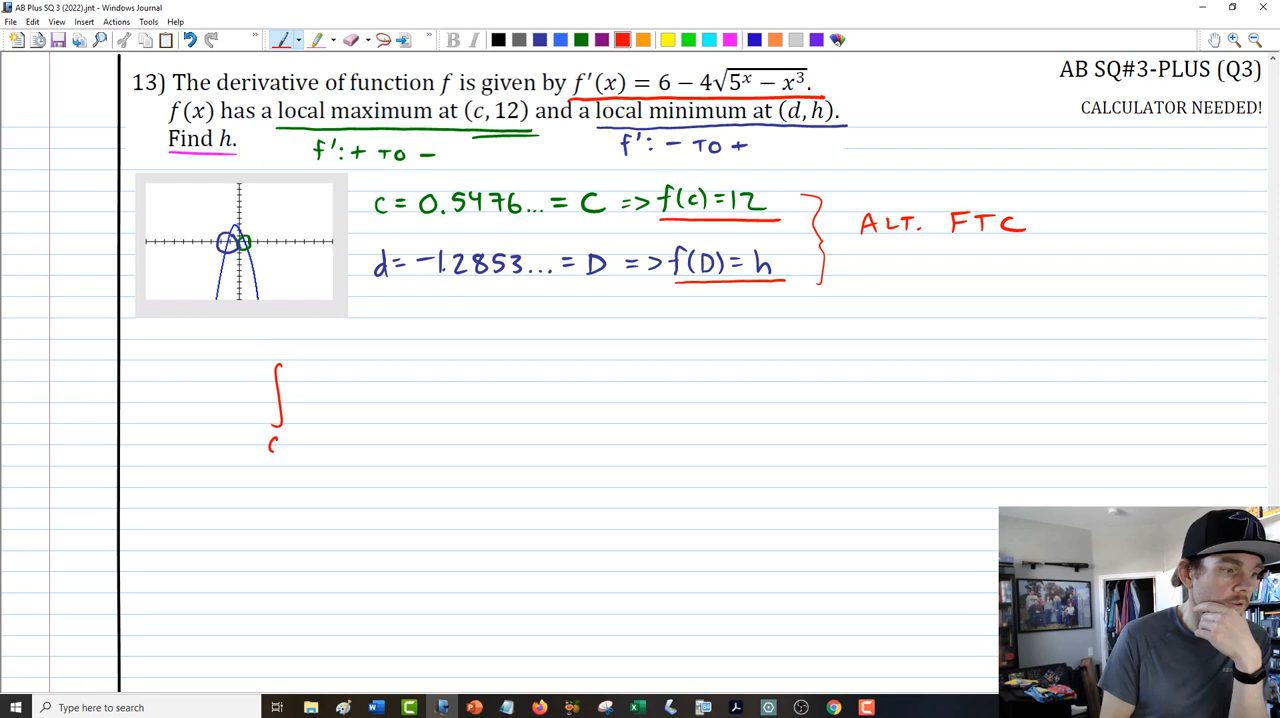 AB Plus SQ 3 (2022).jnt - Windows Journal
File Edit View Insert Actions Tools Help
B I
13) The derivative of function f is given by f′(x) = 6 − 4√(5^x − x³).
f(x) has a local maximum at (c, 12) and a local minimum at (d, h).
Find h.
AB SQ#3-PLUS (Q3)
CALCULATOR NEEDED!
f′: + TO −
f′: − TO +
c = 0.5476... = C => f(c) = 12
d = −1.2853... = D => f(D) = h
ALT. FTC
∫
C
Type here to search